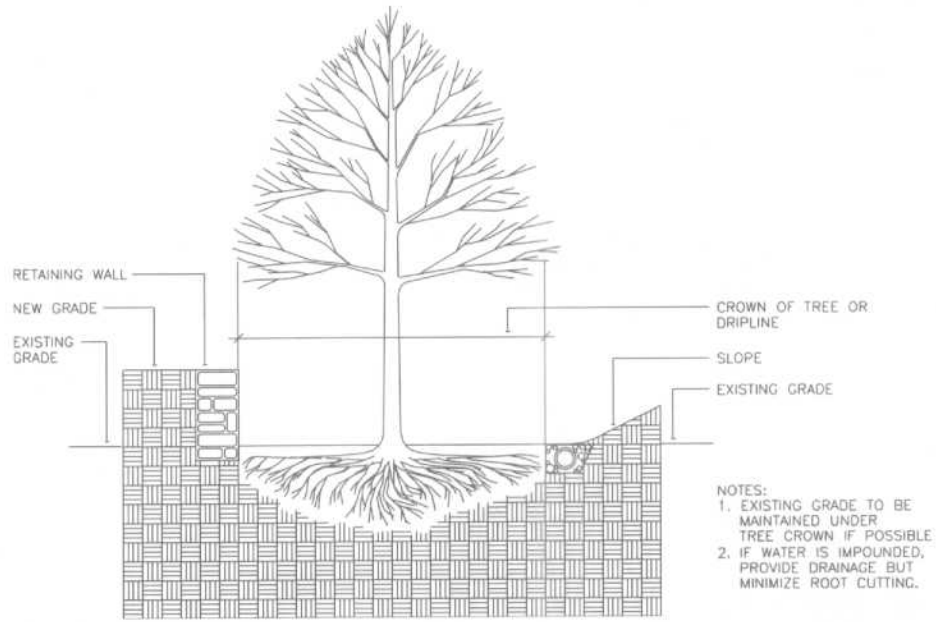 RETAINING WALL
NEW GRADE
EXISTING
GRADE
CROWN OF TREE OR
DRIPLINE
SLOPE
EXISTING GRADE
NOTES:
1. EXISTING GRADE TO BE
MAINTAINED UNDER
TREE CROWN IF POSSIBLE
2. IF WATER IS IMPOUNDED,
PROVIDE DRAINAGE BUT
MINIMIZE ROOT CUTTING.